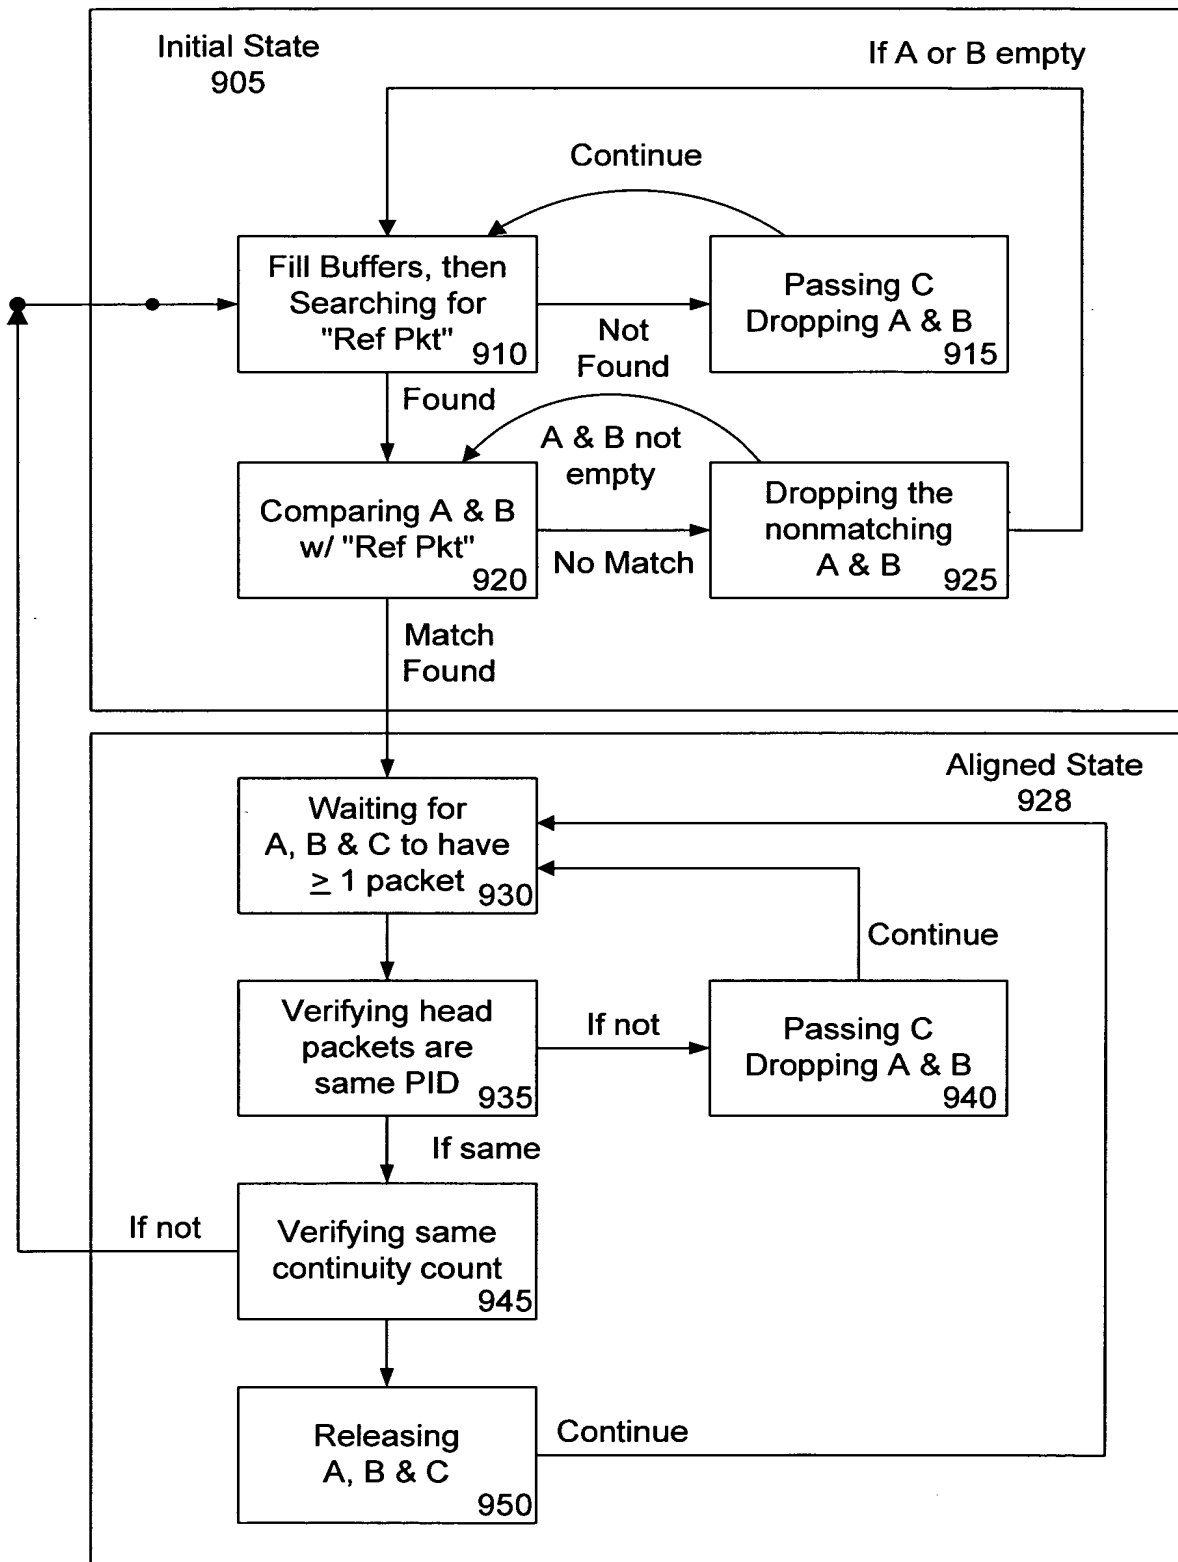 Initial State
905
If A or B empty
Continue
Fill Buffers, then
Searching for
"Ref Pkt"
910
Not
Found
Passing C
Dropping A & B
915
Found
A & B not
empty
Comparing A & B
w/ "Ref Pkt"
920
No Match
Dropping the
nonmatching
A & B
925
Match
Found
Aligned State
928
Waiting for
A, B & C to have
≥ 1 packet
930
Continue
Verifying head
packets are
same PID
935
If not
Passing C
Dropping A & B
940
If same
If not
Verifying same
continuity count
945
Releasing
A, B & C
950
Continue